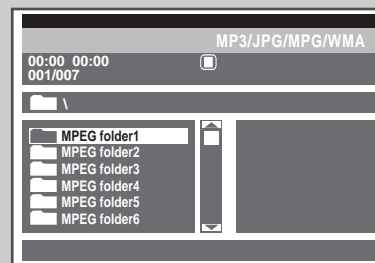 MP3/JPG/MPG/WMA
00:00 00:00
001/007
\
MPEG folder1
MPEG folder2
MPEG folder3
MPEG folder4
MPEG folder5
MPEG folder6